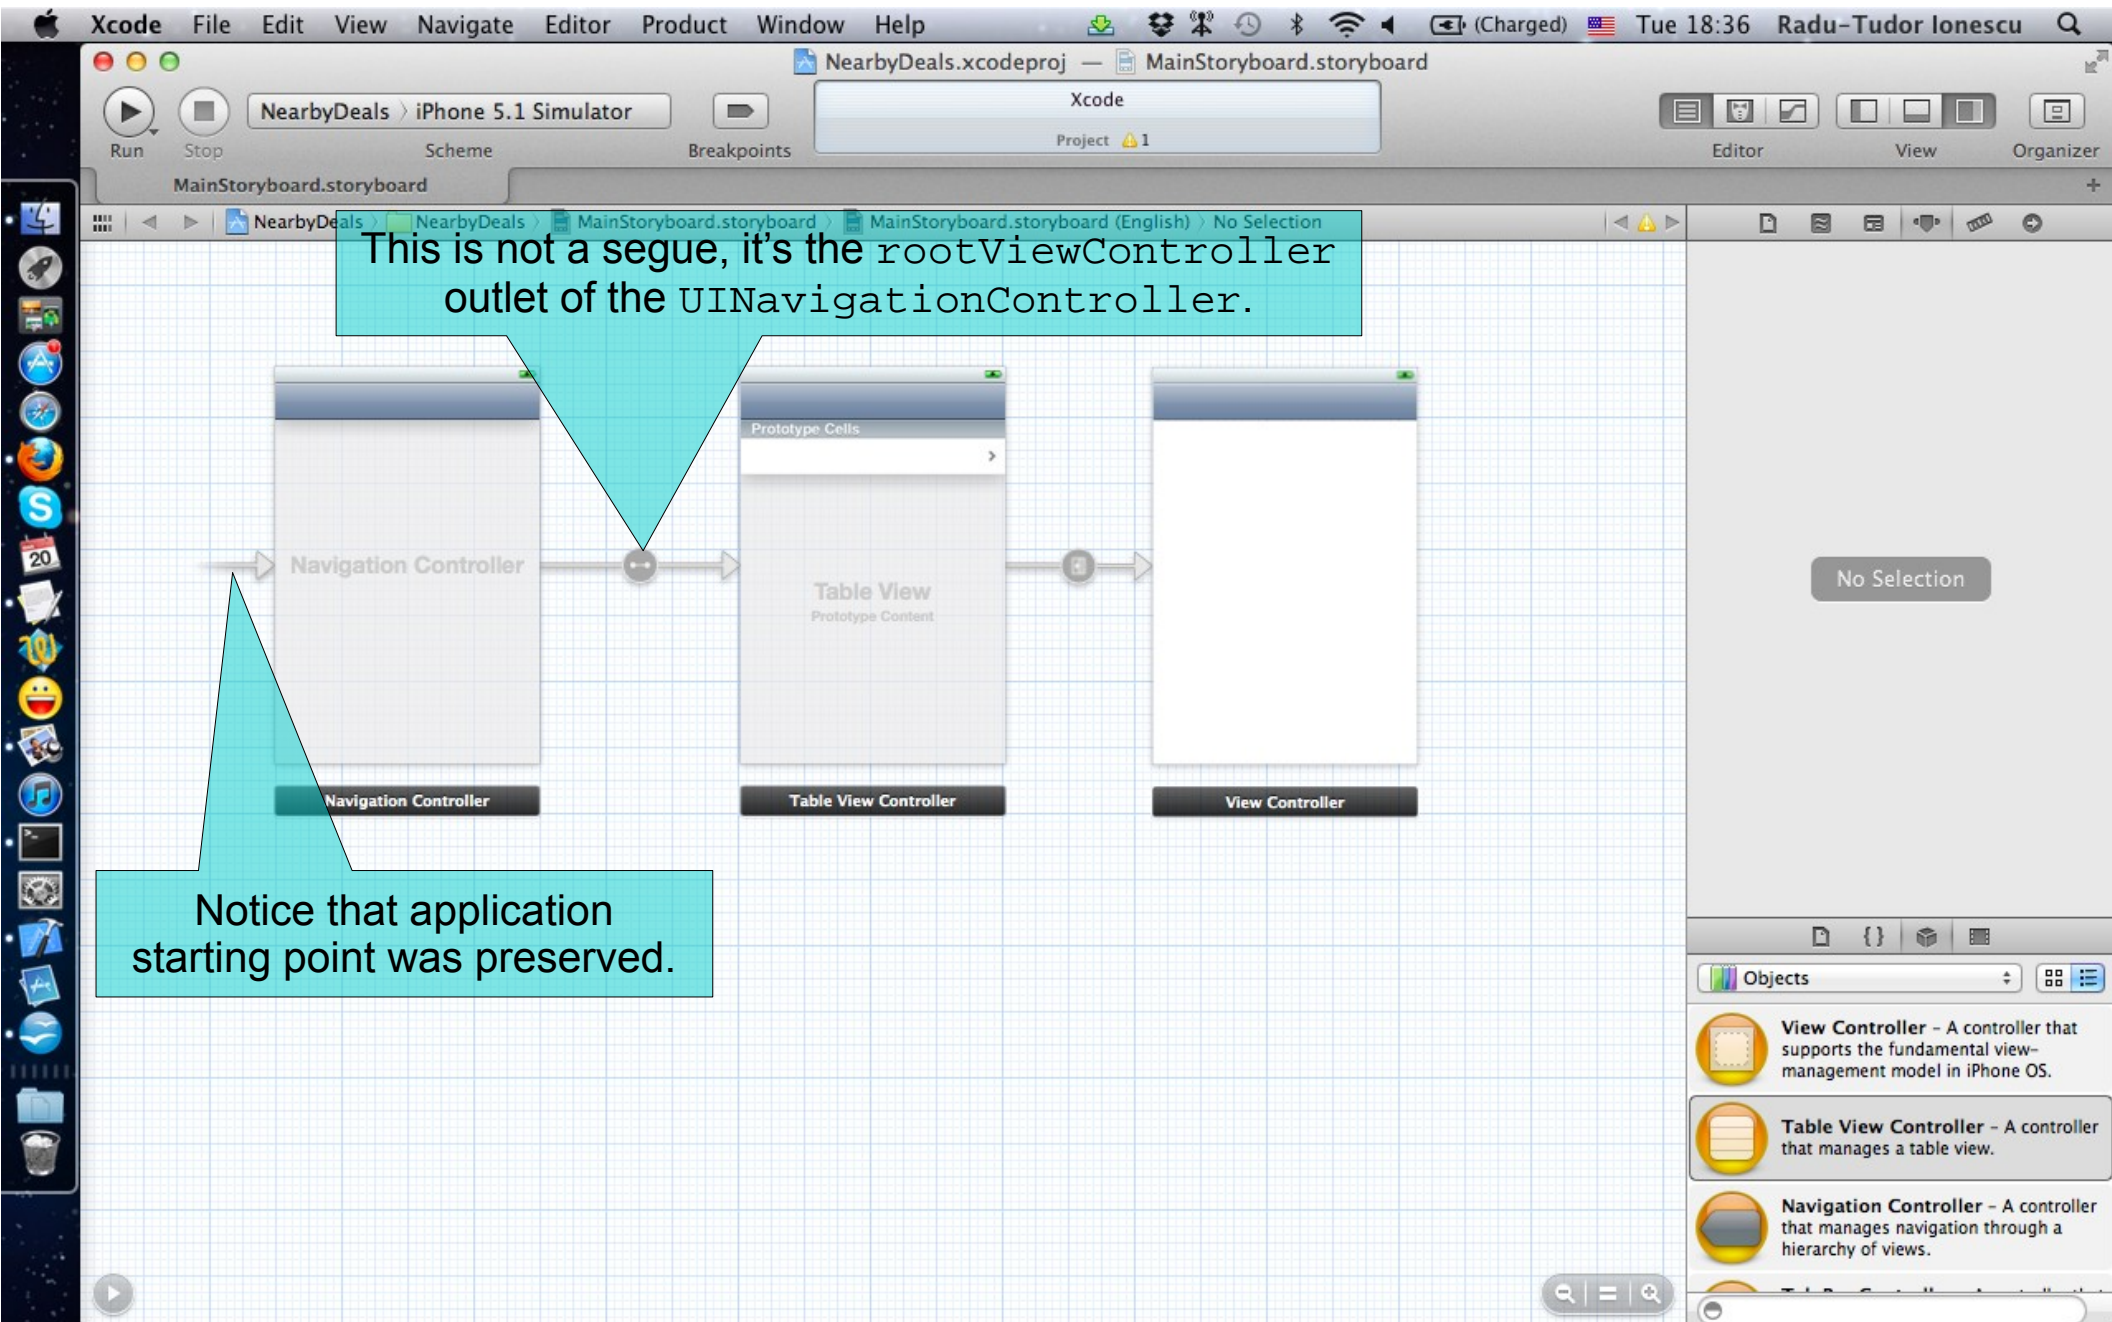 Xcode File Edit View Navigate Editor Product Window Help (Charged) Tue 18:36 Radu-Tudor Ionescu
NearbyDeals.xcodeproj — MainStoryboard.storyboard
NearbyDeals iPhone 5.1 Simulator
Xcode
Project 1
Run Stop Scheme Breakpoints Editor View Organizer
MainStoryboard.storyboard
NearbyDeals NearbyDeals MainStoryboard.storyboard MainStoryboard.storyboard (English) No Selection
This is not a segue, it's the rootViewController
outlet of the UINavigationController.
Prototype Cells
Navigation Controller
Table View
Prototype Content
No Selection
20
Navigation Controller
Table View Controller
View Controller
Notice that application
starting point was preserved.
Objects
View Controller – A controller that
supports the fundamental view-
management model in iPhone OS.
Table View Controller – A controller
that manages a table view.
Navigation Controller – A controller
that manages navigation through a
hierarchy of views.